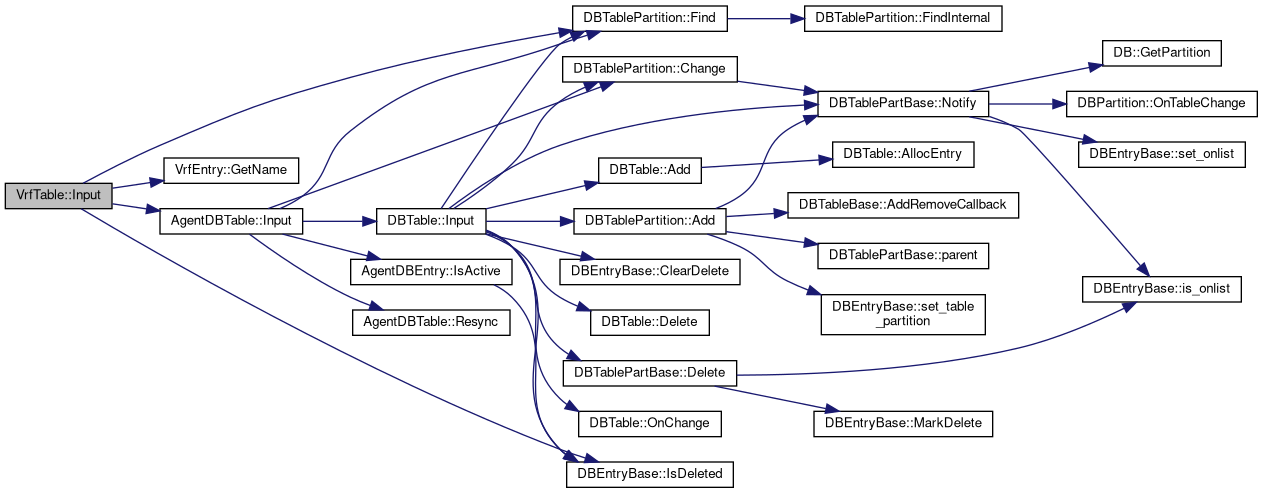 VrfTable::Input
VrfEntry::GetName
AgentDBTable::Input
AgentDBEntry::IsActive
AgentDBTable::Resync
DBTable::Input
DBTablePartition::Find
DBTablePartition::Change
DBTable::Add
DBTablePartition::Add
DBEntryBase::ClearDelete
DBTable::Delete
DBTablePartBase::Delete
DBTable::OnChange
DBEntryBase::IsDeleted
DBTablePartition::FindInternal
DBTablePartBase::Notify
DBTable::AllocEntry
DBTableBase::AddRemoveCallback
DBTablePartBase::parent
DBEntryBase::set_table
_partition
DBEntryBase::MarkDelete
DB::GetPartition
DBPartition::OnTableChange
DBEntryBase::set_onlist
DBEntryBase::is_onlist